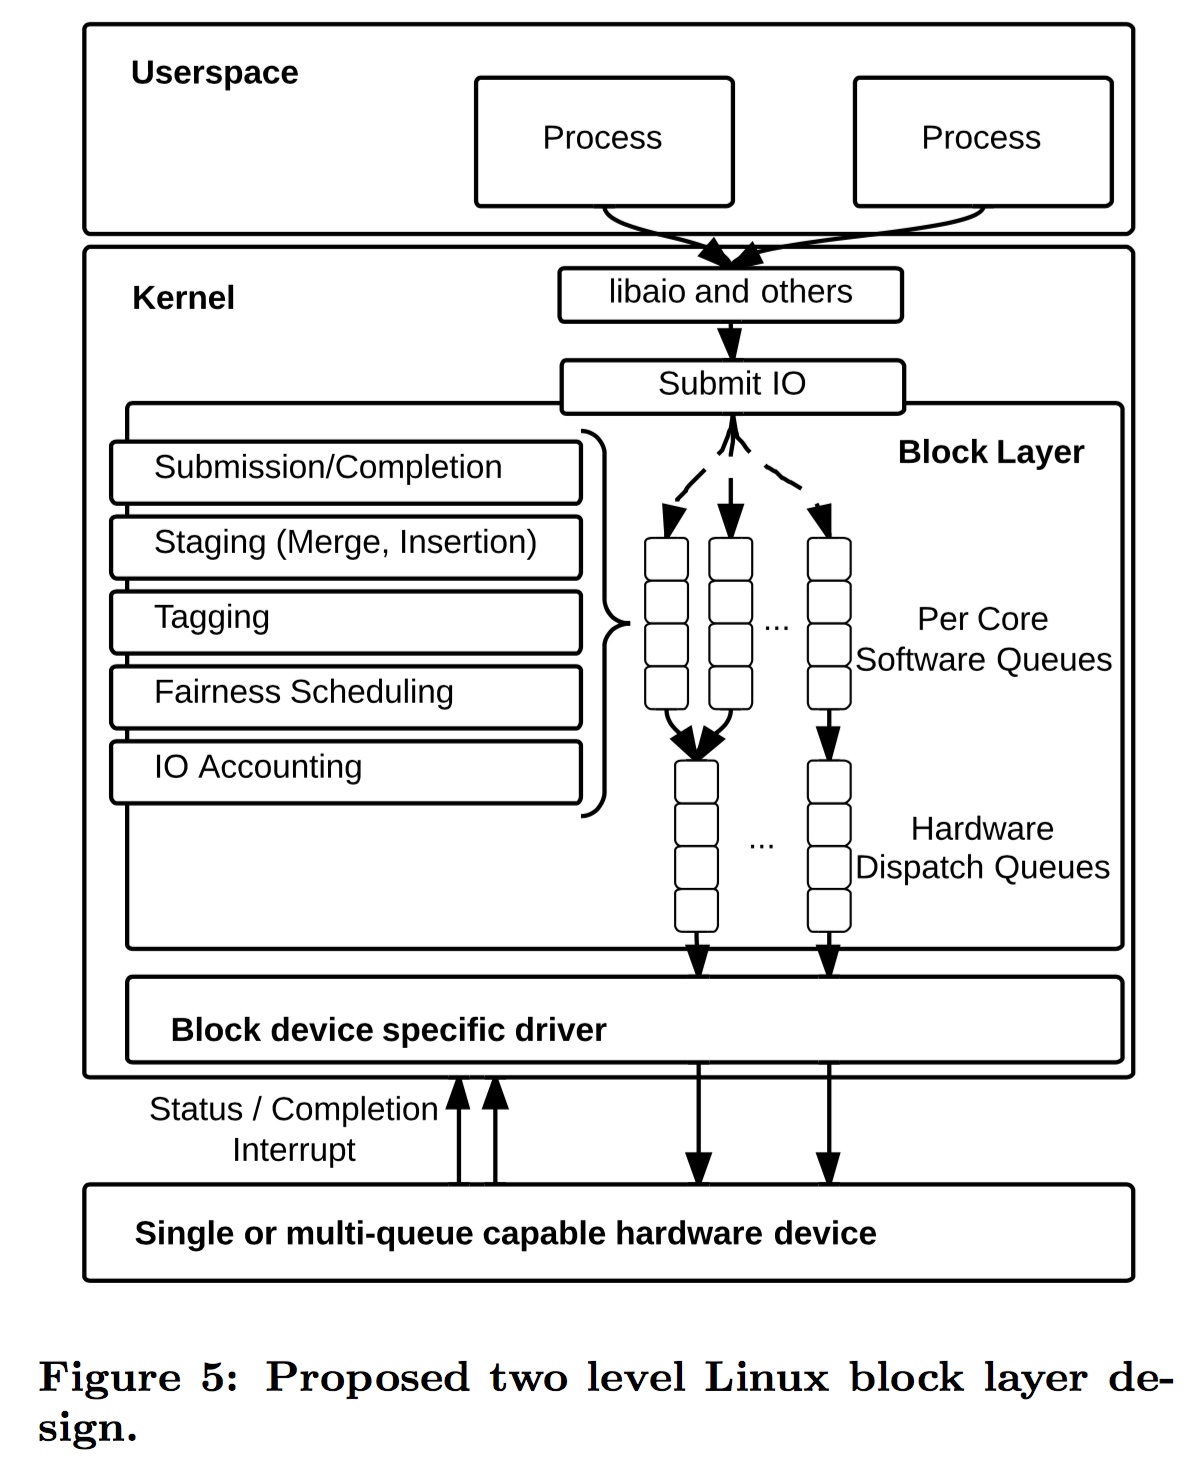 Userspace
Process
Process
Kernel
libaio and others
Submit IO
Block Layer
Submission/Completion
Staging (Merge, Insertion)
Tagging
Fairness Scheduling
IO Accounting
...
Per Core
Software Queues
...
Hardware
Dispatch Queues
Block device specific driver
Status / Completion
Interrupt
Single or multi-queue capable hardware device
Figure 5: Proposed two level Linux block layer de-
sign.